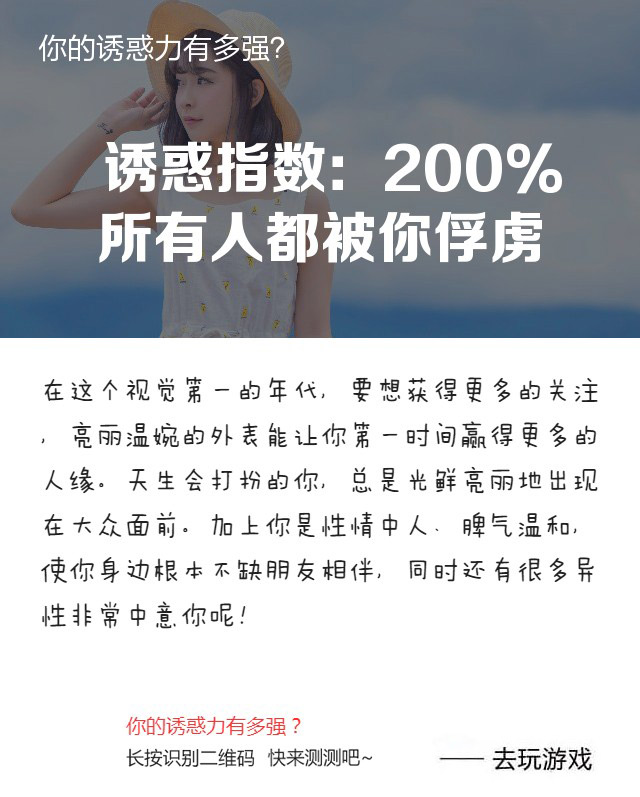 你的诱惑力有多强?
诱惑指数：200%
所有人都被你俘虏
在这个视觉第一的年代，要想获得更多的关注
，亮丽温婉的外表能让你第一时间赢得更多的
人缘。天生会打扮的你，总是光鲜亮丽地出现
在大众面前。加上你是性情中人、脾气温和，
使你身边根本不缺朋友相伴，同时还有很多异
性非常中意你呢！
你的诱惑力有多强？
长按识别二维码 快来测测吧~
—— 去玩游戏